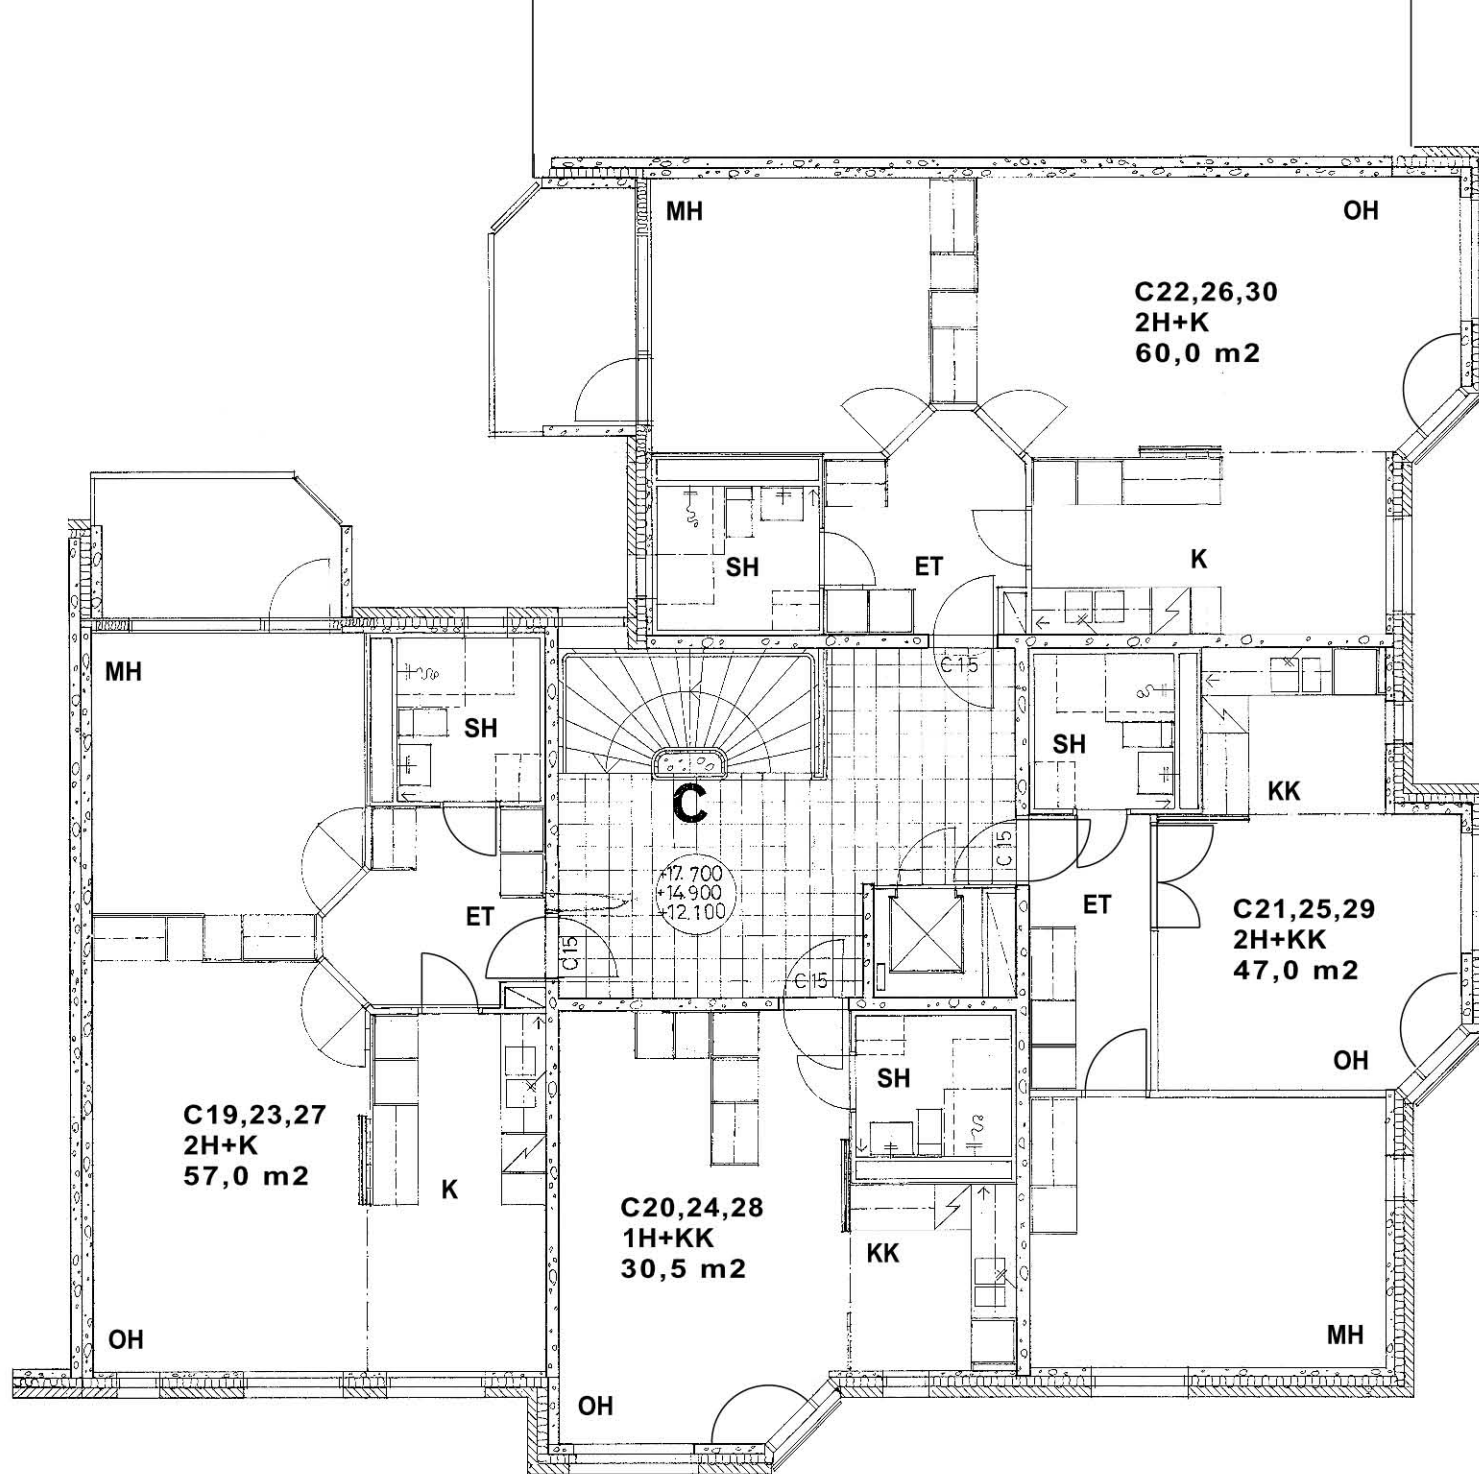 MH
OH
C22,26,30
2H+K
60,0 m2
SH
ET
K
C15
MH
SH
SH
KK
C
+17.700
+14.900
+12.100
C15
ET
ET
C21,25,29
2H+KK
47,0 m2
C15
C15
OH
SH
C19,23,27
2H+K
57,0 m2
K
C20,24,28
1H+KK
30,5 m2
KK
OH
MH
OH